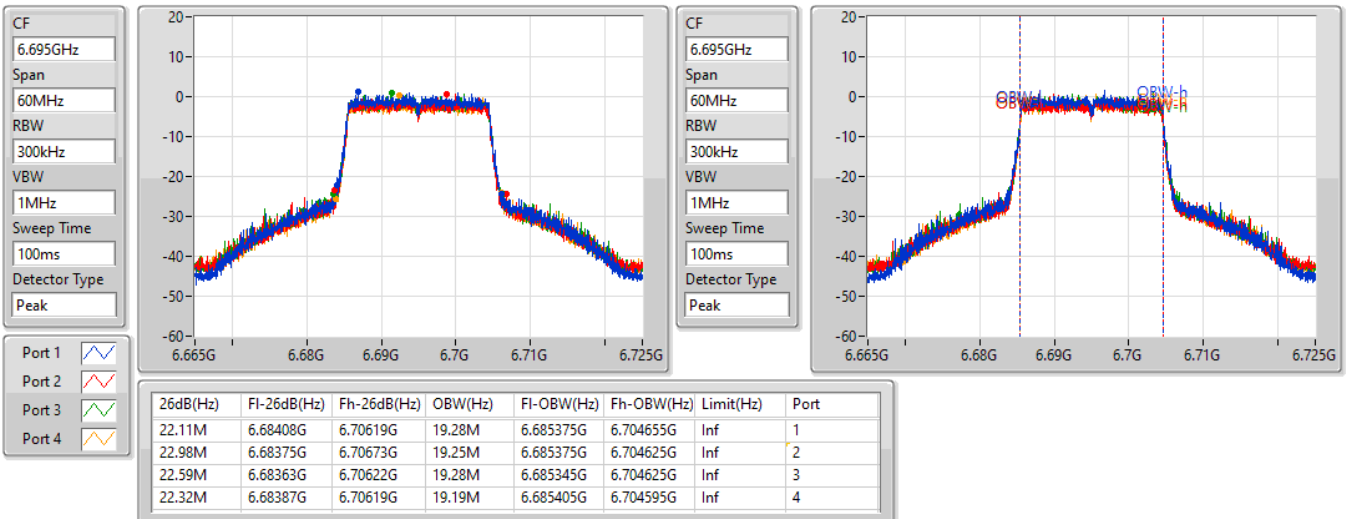 CF
6.695GHz
Span
60MHz
RBW
300kHz
VBW
1MHz
Sweep Time
100ms
Detector Type
Peak
Port 1
Port 2
Port 3
Port 4
20
10
0
-10
-20
-30
-40
-50
-60
6.665G 6.68G 6.69G 6.7G 6.71G 6.725G
CF
6.695GHz
Span
60MHz
RBW
300kHz
VBW
1MHz
Sweep Time
100ms
Detector Type
Peak
20
10
0
-10
-20
-30
-40
-50
-60
OBW-h
6.665G 6.68G 6.69G 6.7G 6.71G 6.725G
26dB(Hz) Fl-26dB(Hz) Fh-26dB(Hz) OBW(Hz) Fl-OBW(Hz) Fh-OBW(Hz) Limit(Hz) Port
22.11M 6.68408G 6.70619G 19.28M 6.685375G 6.704655G Inf 1
22.98M 6.68375G 6.70673G 19.25M 6.685375G 6.704625G Inf 2
22.59M 6.68363G 6.70622G 19.28M 6.685345G 6.704625G Inf 3
22.32M 6.68387G 6.70619G 19.19M 6.685405G 6.704595G Inf 4